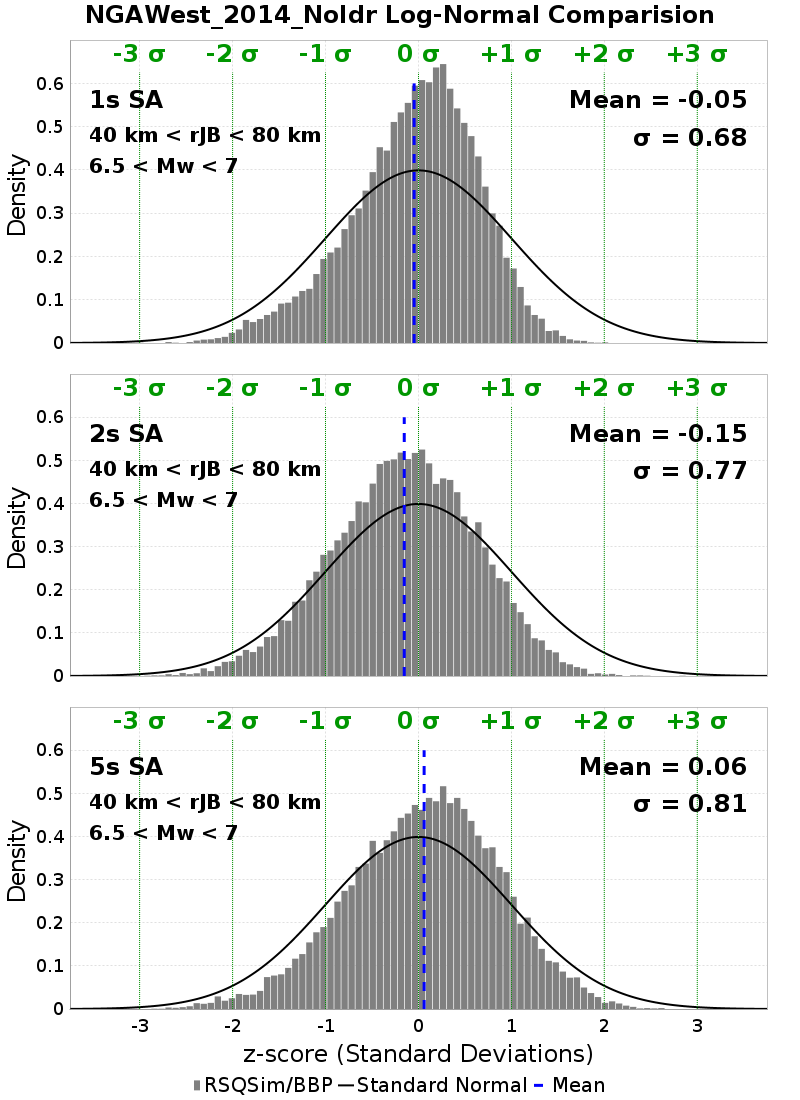 NGAWest_2014_NoIdr Log-Normal Comparision
-3 σ -2 σ -1 σ 0 σ +1 σ +2 σ +3 σ
1s SA
Mean = -0.05
40 km < rJB < 80 km
σ = 0.68
6.5 < Mw < 7
Density
0.6
0.5
0.4
0.3
0.2
0.1
0
-3 σ -2 σ -1 σ 0 σ +1 σ +2 σ +3 σ
2s SA
Mean = -0.15
40 km < rJB < 80 km
σ = 0.77
6.5 < Mw < 7
Density
0.6
0.5
0.4
0.3
0.2
0.1
0
-3 σ -2 σ -1 σ 0 σ +1 σ +2 σ +3 σ
5s SA
Mean = 0.06
40 km < rJB < 80 km
σ = 0.81
6.5 < Mw < 7
Density
0.6
0.5
0.4
0.3
0.2
0.1
0
-3 -2 -1 0 1 2 3
z-score (Standard Deviations)
RSQSim/BBP Standard Normal Mean